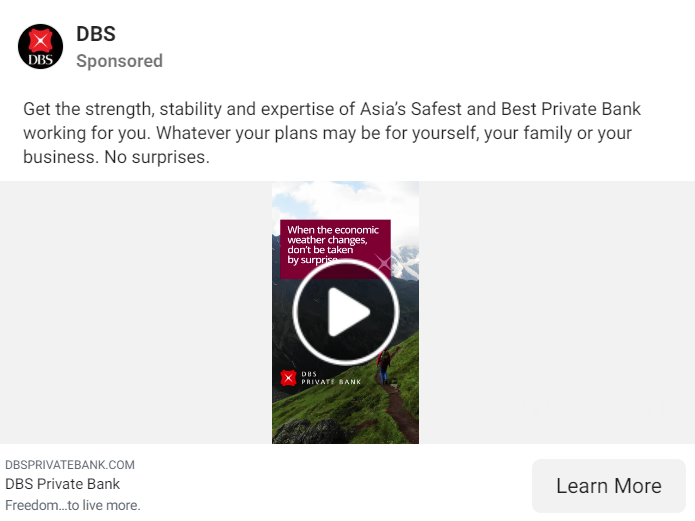 DBS
DBS
Sponsored
Get the strength, stability and expertise of Asia’s Safest and Best Private Bank
working for you. Whatever your plans may be for yourself, your family or your
business. No surprises.
When the economic
weather changes,
don’t be taken
by surprise
DBS
PRIVATE BANK
DBSPRIVATEBANK.COM
DBS Private Bank
Freedom…to live more.
Learn More